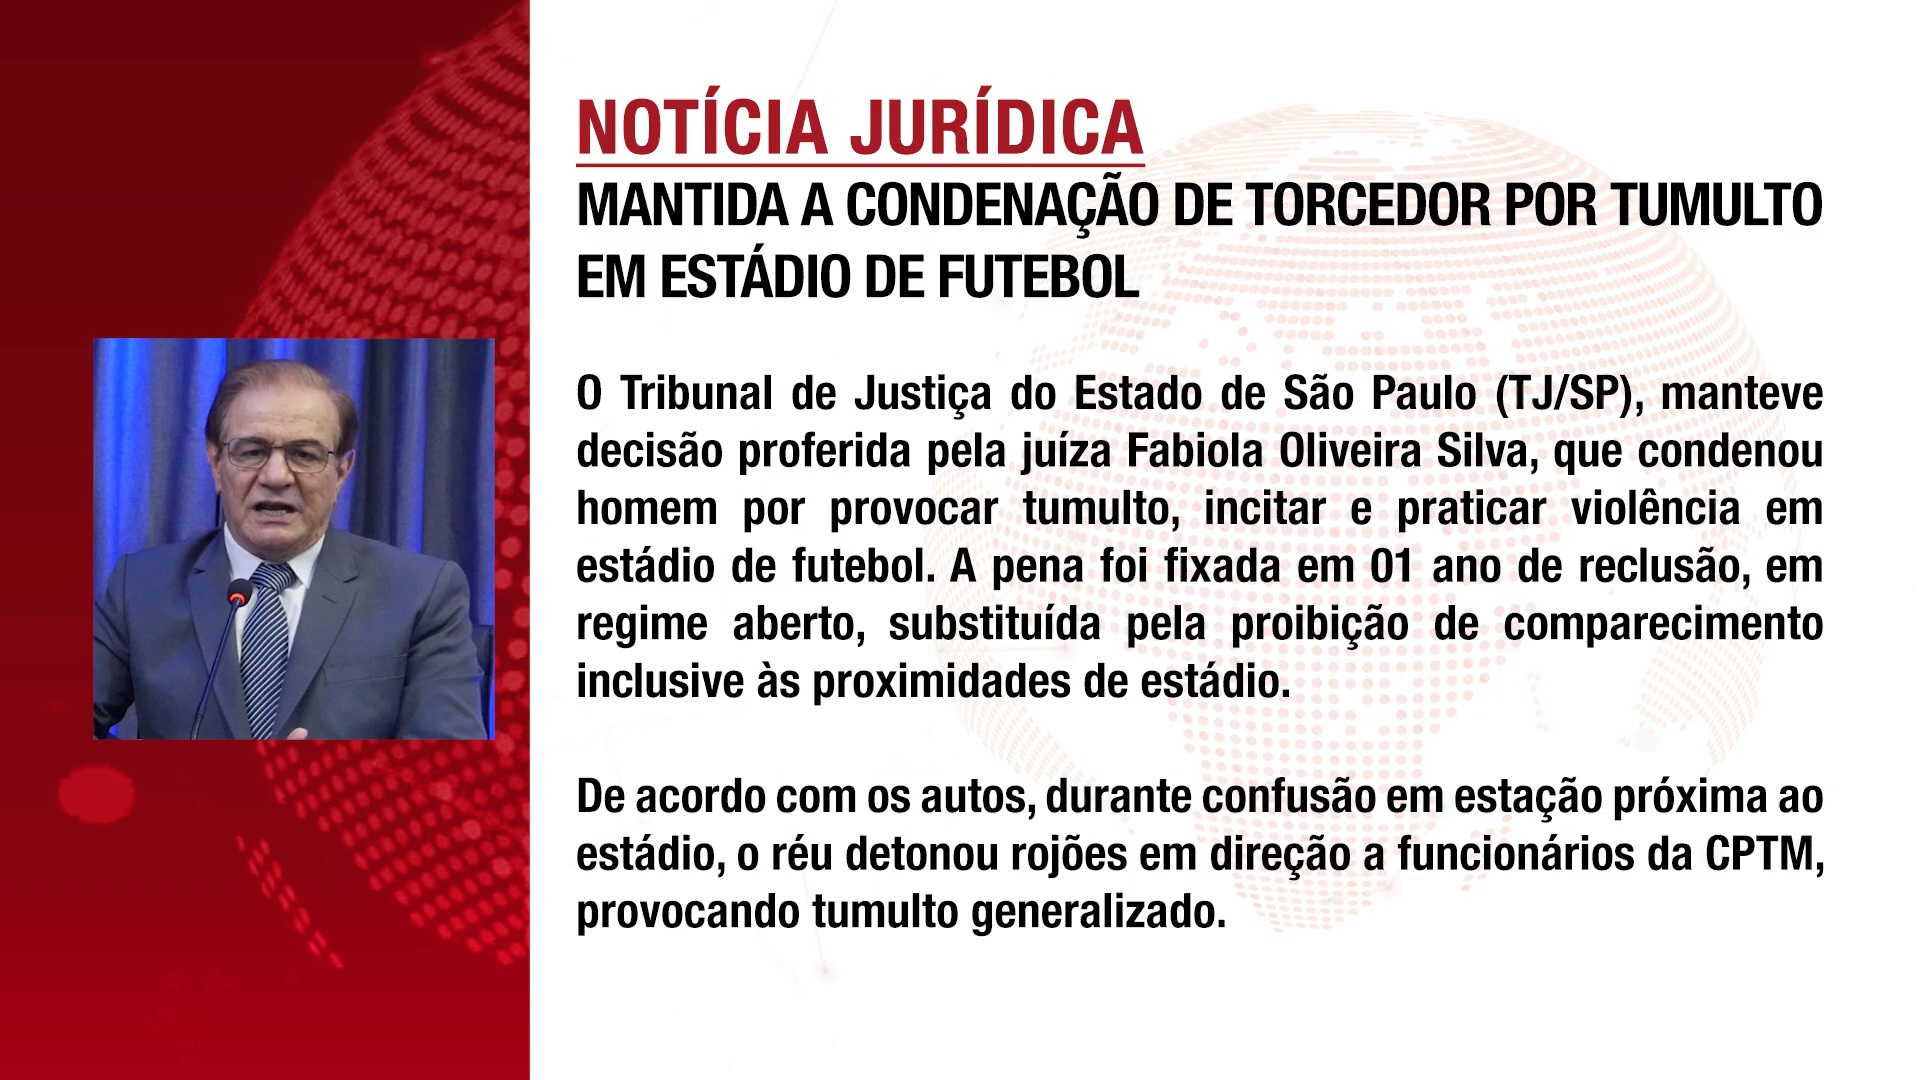 NOTÍCIA JURÍDICA
MANTIDA A CONDENAÇÃO DE TORCEDOR POR TUMULTO
EM ESTÁDIO DE FUTEBOL
O Tribunal de Justiça do Estado de São Paulo (TJ/SP), manteve
decisão proferida pela juíza Fabiola Oliveira Silva, que condenou
homem por provocar tumulto, incitar e praticar violência em
estádio de futebol. A pena foi fixada em 01 ano de reclusão, em
regime aberto, substituída pela proibição de comparecimento
inclusive às proximidades de estádio.
De acordo com os autos, durante confusão em estação próxima ao
estádio, o réu detonou rojões em direção a funcionários da CPTM,
provocando tumulto generalizado.